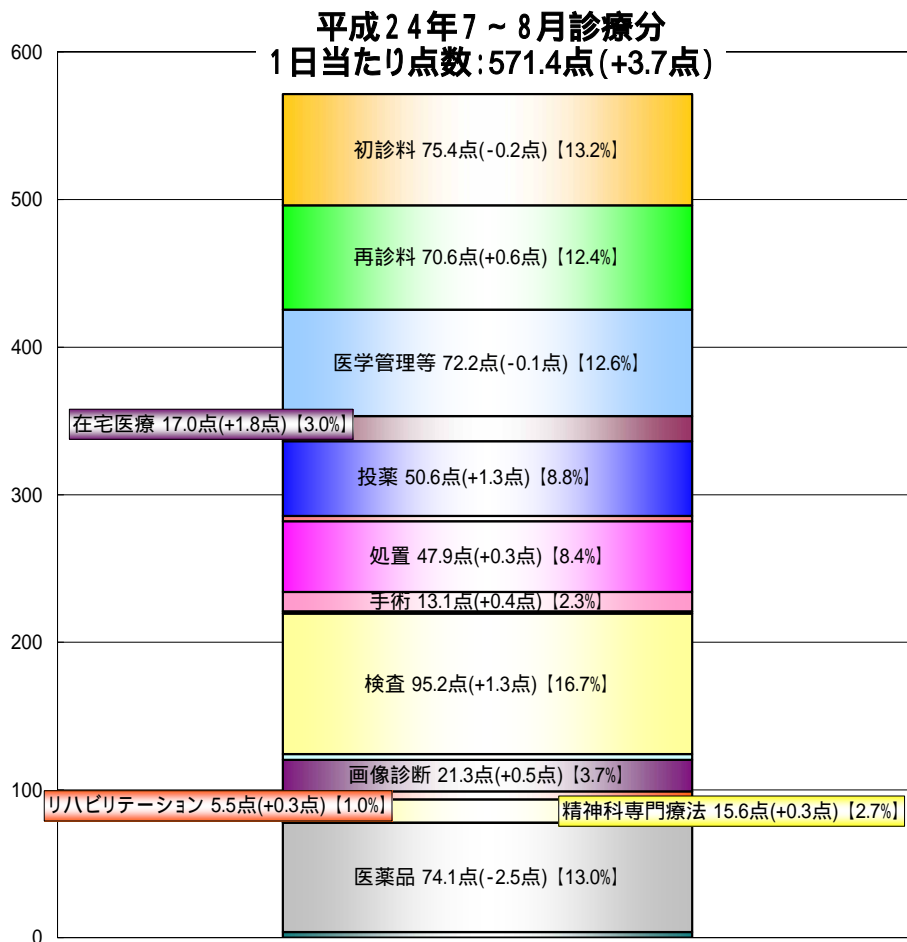 平成24年7～8月診療分
1日当たり点数:571.4点(+3.7点)
600
初診料 75.4点(-0.2点)【13.2%】
500
再診料 70.6点(+0.6点)【12.4%】
400
医学管理等 72.2点(-0.1点)【12.6%】
在宅医療 17.0点(+1.8点)【3.0%】
投薬 50.6点(+1.3点)【8.8%】
300
処置 47.9点(+0.3点)【8.4%】
手術 13.1点(+0.4点)【2.3%】
200
検査 95.2点(+1.3点)【16.7%】
画像診断 21.3点(+0.5点)【3.7%】
100
リハビリテーション 5.5点(+0.3点)【1.0%】
精神科専門療法 15.6点(+0.3点)【2.7%】
医薬品 74.1点(-2.5点)【13.0%】
0